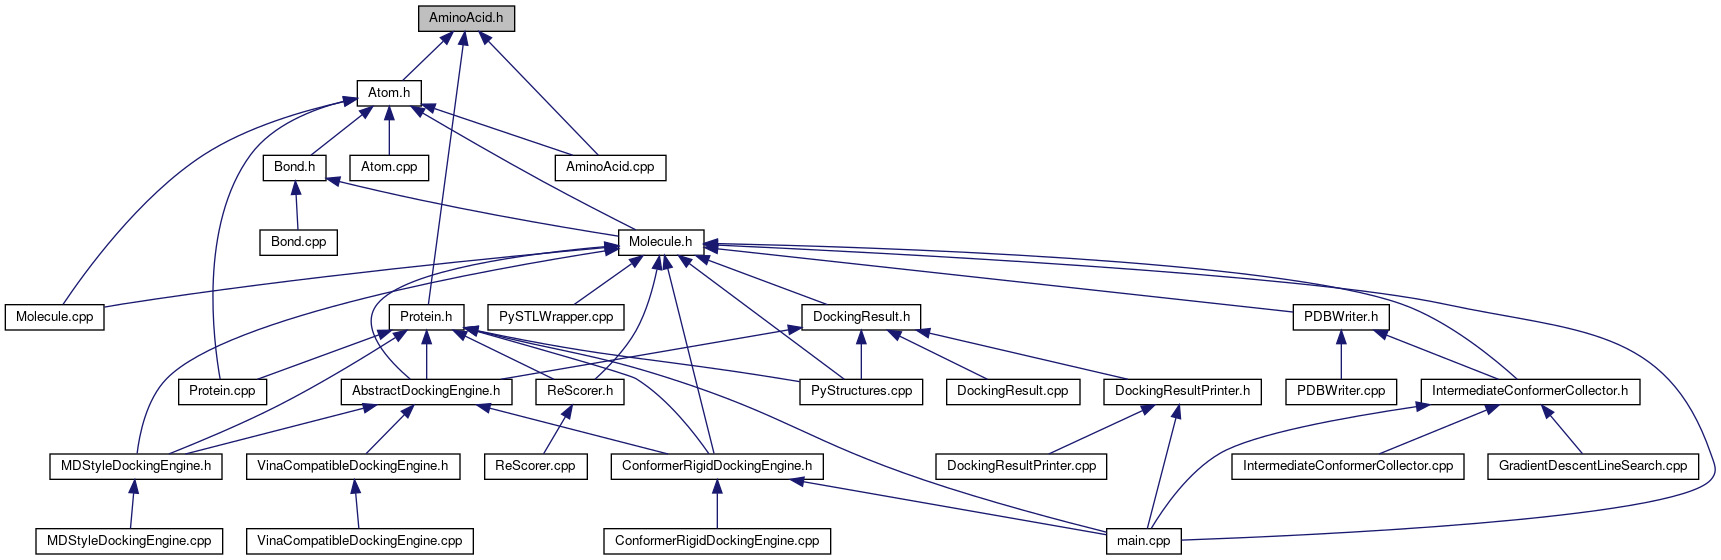 AminoAcid.h
Atom.h
Bond.h
Atom.cpp
AminoAcid.cpp
Bond.cpp
Molecule.h
Molecule.cpp
Protein.h
PySTLWrapper.cpp
DockingResult.h
PDBWriter.h
Protein.cpp
AbstractDockingEngine.h
ReScorer.h
PyStructures.cpp
DockingResult.cpp
DockingResultPrinter.h
PDBWriter.cpp
IntermediateConformerCollector.h
MDStyleDockingEngine.h
VinaCompatibleDockingEngine.h
ReScorer.cpp
ConformerRigidDockingEngine.h
DockingResultPrinter.cpp
IntermediateConformerCollector.cpp
GradientDescentLineSearch.cpp
MDStyleDockingEngine.cpp
VinaCompatibleDockingEngine.cpp
ConformerRigidDockingEngine.cpp
main.cpp